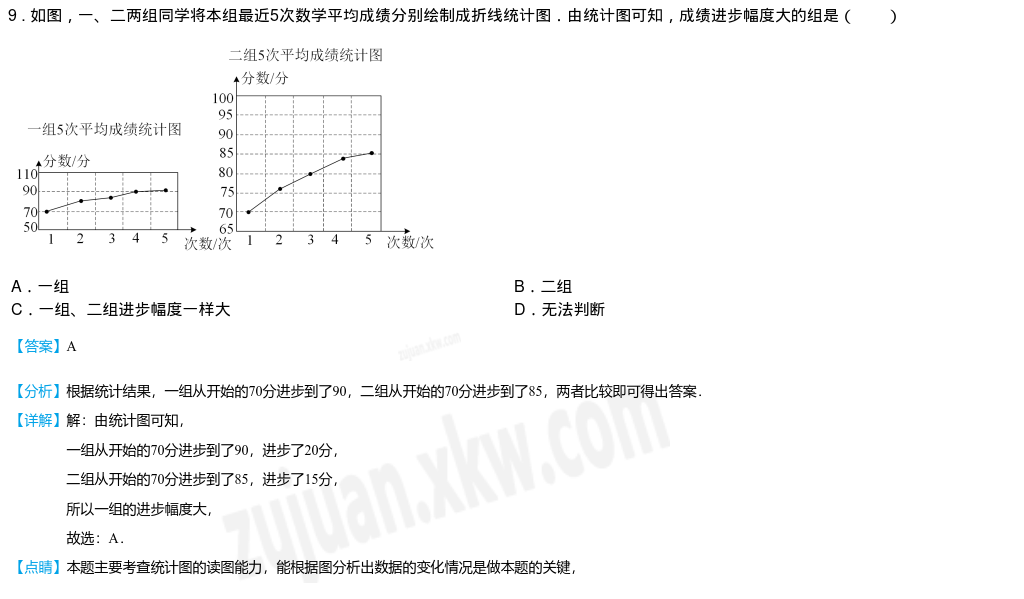 9．如图，一、二两组同学将本组最近5次数学平均成绩分别绘制成折线统计图．由统计图可知，成绩进步幅度大的组是（　　）
二组5次平均成绩统计图
分数/分
100
95
90
85
80
75
70
65
1 2 3 4 5
次数/次
一组5次平均成绩统计图
分数/分
110
90
70
50
1 2 3 4 5
次数/次
A．一组
B．二组
C．一组、二组进步幅度一样大
D．无法判断
【答案】A
【分析】根据统计结果，一组从开始的70分进步到了90，二组从开始的70分进步到了85，两者比较即可得出答案．
【详解】解：由统计图可知，
一组从开始的70分进步到了90，进步了20分，
二组从开始的70分进步到了85，进步了15分，
所以一组的进步幅度大，
故选：A．
【点睛】本题主要考查统计图的读图能力，能根据图分析出数据的变化情况是做本题的关键，
zujuan.xkw.com
zujuan.xkw.com